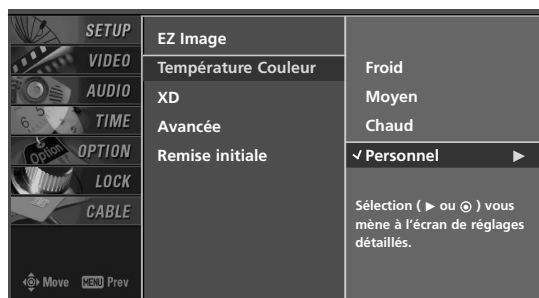 SETUP
VIDEO
AUDIO
TIME
OPTION
LOCK
CABLE
Move MENU Prev
EZ Image
Température Couleur
XD
Avancée
Remise initiale
Froid
Moyen
Chaud
✓ Personnel ▶
Sélection ( ▶ ou ◉ ) vous
mène à l'écran de réglages
détaillés.